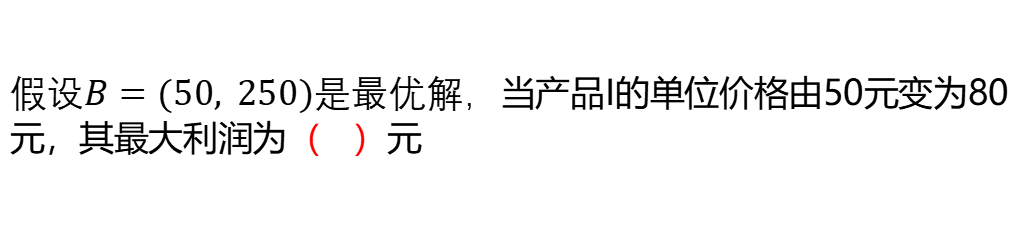 假设B = (50, 250)是最优解，当产品I的单位价格由50元变为80
元，其最大利润为（ ）元